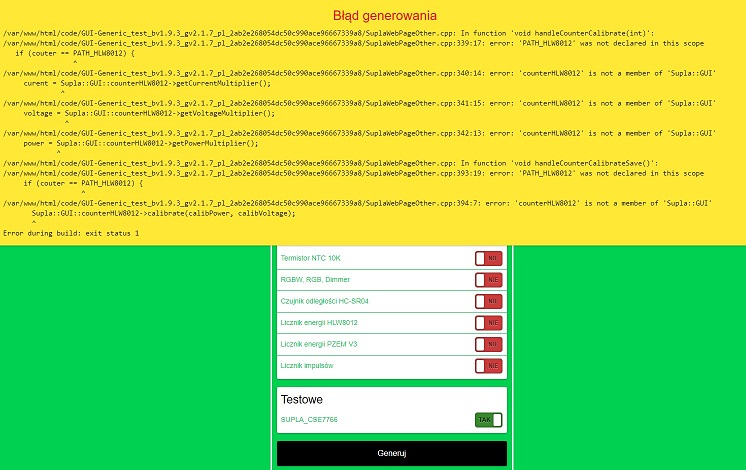 Błąd generowania
/var/www/html/code/GUI-Generic_test_bv1.9.3_gv2.1.7_pl_2ab2e268054dc50c990ace96667339a8/SuplaWebPageOther.cpp: In function 'void handleCounterCalibrate(int)':
/var/www/html/code/GUI-Generic_test_bv1.9.3_gv2.1.7_pl_2ab2e268054dc50c990ace96667339a8/SuplaWebPageOther.cpp:339:17: error: 'PATH_HLW8012' was not declared in this scope
if (couter == PATH_HLW8012) {
^
/var/www/html/code/GUI-Generic_test_bv1.9.3_gv2.1.7_pl_2ab2e268054dc50c990ace96667339a8/SuplaWebPageOther.cpp:340:14: error: 'counterHLW8012' is not a member of 'Supla::GUI'
curent = Supla::GUI::counterHLW8012->getCurrentMultiplier();
^
/var/www/html/code/GUI-Generic_test_bv1.9.3_gv2.1.7_pl_2ab2e268054dc50c990ace96667339a8/SuplaWebPageOther.cpp:341:15: error: 'counterHLW8012' is not a member of 'Supla::GUI'
voltage = Supla::GUI::counterHLW8012->getVoltageMultiplier();
^
/var/www/html/code/GUI-Generic_test_bv1.9.3_gv2.1.7_pl_2ab2e268054dc50c990ace96667339a8/SuplaWebPageOther.cpp:342:13: error: 'counterHLW8012' is not a member of 'Supla::GUI'
power = Supla::GUI::counterHLW8012->getPowerMultiplier();
^
/var/www/html/code/GUI-Generic_test_bv1.9.3_gv2.1.7_pl_2ab2e268054dc50c990ace96667339a8/SuplaWebPageOther.cpp: In function 'void handleCounterCalibrateSave()':
/var/www/html/code/GUI-Generic_test_bv1.9.3_gv2.1.7_pl_2ab2e268054dc50c990ace96667339a8/SuplaWebPageOther.cpp:393:19: error: 'PATH_HLW8012' was not declared in this scope
if (couter == PATH_HLW8012) {
^
/var/www/html/code/GUI-Generic_test_bv1.9.3_gv2.1.7_pl_2ab2e268054dc50c990ace96667339a8/SuplaWebPageOther.cpp:394:7: error: 'counterHLW8012' is not a member of 'Supla::GUI'
Supla::GUI::counterHLW8012->calibrate(calibPower, calibVoltage);
^
Error during build: exit status 1
Termistor NTC 10K NIE
RGBW, RGB, Dimmer NIE
Czujnik odległości HC-SR04 NIE
Licznik energii HLW8012 NIE
Licznik energii PZEM V3 NIE
Licznik impulsów NIE
Testowe
SUPLA_CSE7766 TAK
Generuj